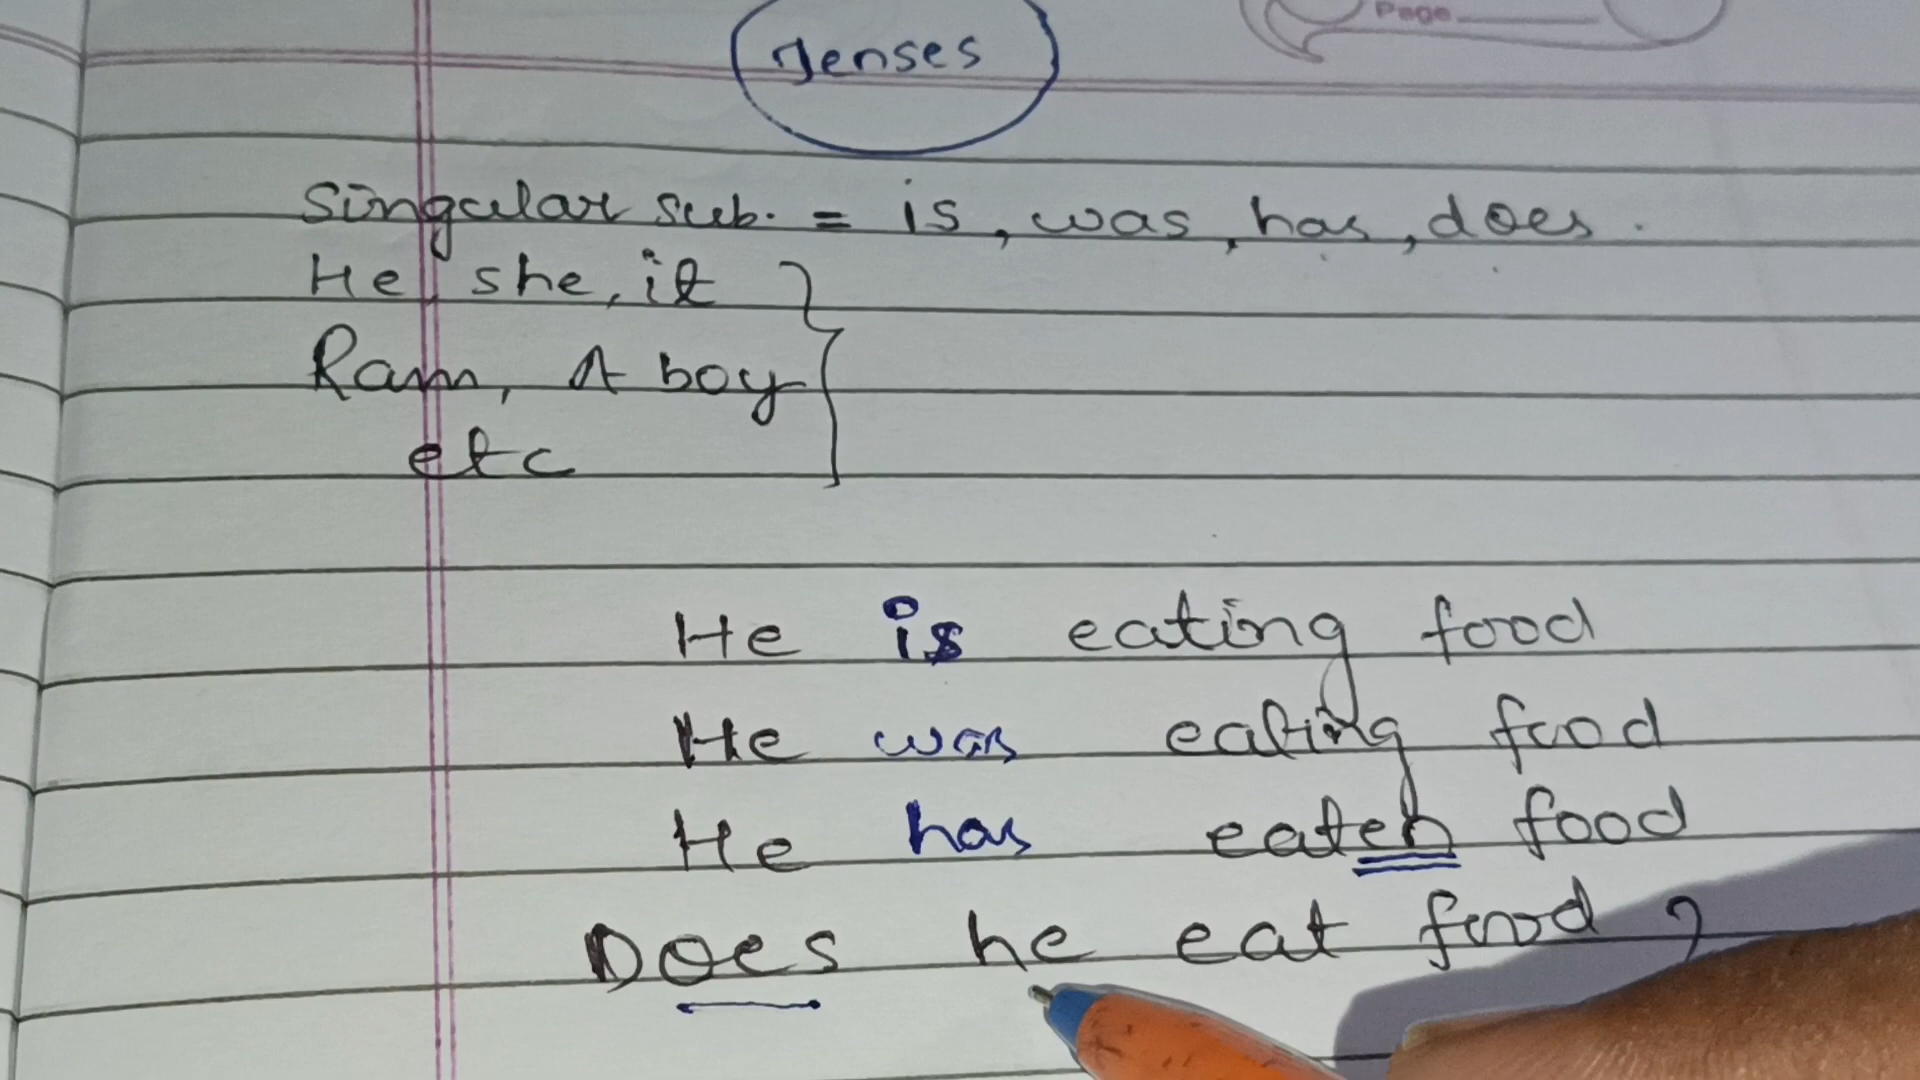 Page
Tenses
Singular sub. = is, was, has, does.
He, she, it
Ram, A boy
etc
He is eating food
He was eating food
He has eaten food
Does he eat food ?